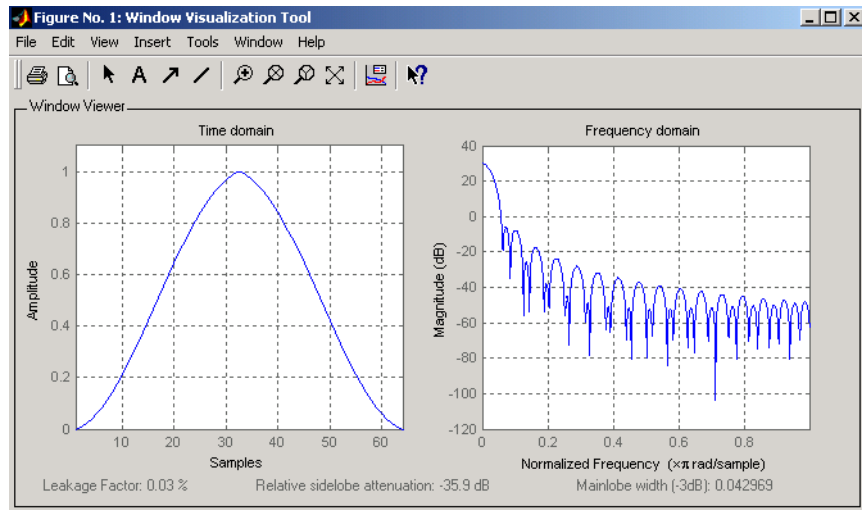 Figure No. 1: Window Visualization Tool
File Edit View Insert Tools Window Help
A
Window Viewer
Time domain
Frequency domain
1
0.8
0.6
0.4
0.2
0
Amplitude
10 20 30 40 50 60
Samples
40
20
0
-20
-40
-60
-80
-100
-120
Magnitude (dB)
0 0.2 0.4 0.6 0.8
Normalized Frequency (×π rad/sample)
Leakage Factor: 0.03 %
Relative sidelobe attenuation: -35.9 dB
Mainlobe width (-3dB): 0.042969